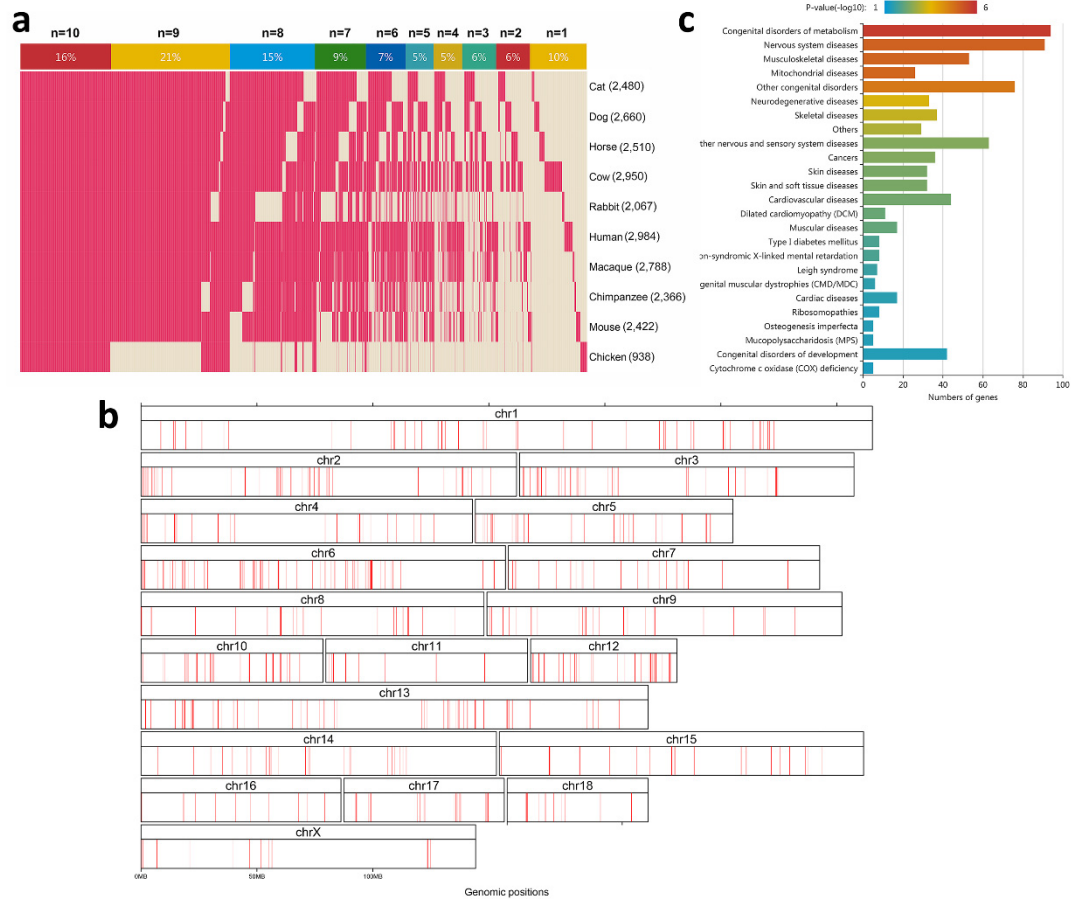 a
n=10 n=9 n=8 n=7 n=6 n=5 n=4 n=3 n=2 n=1
16% 21% 15% 9% 7% 5% 5% 6% 6% 10%
Cat (2,480)
Dog (2,660)
Horse (2,510)
Cow (2,950)
Rabbit (2,067)
Human (2,984)
Macaque (2,788)
Chimpanzee (2,366)
Mouse (2,422)
Chicken (938)
c
P-value(-log10): 1 6
Congenital disorders of metabolism
Nervous system diseases
Musculoskeletal diseases
Mitochondrial diseases
Other congenital disorders
Neurodegenerative diseases
Skeletal diseases
Others
ther nervous and sensory system diseases
Cancers
Skin diseases
Skin and soft tissue diseases
Cardiovascular diseases
Dilated cardiomyopathy (DCM)
Muscular diseases
Type I diabetes mellitus
on-syndromic X-linked mental retardation
Leigh syndrome
genital muscular dystrophies (CMD/MDC)
Cardiac diseases
Ribosomopathies
Osteogenesis imperfecta
Mucopolysaccharidosis (MPS)
Congenital disorders of development
Cytochrome c oxidase (COX) deficiency
0 20 40 60 80 100
Numbers of genes
b
chr1
chr2 chr3
chr4 chr5
chr6 chr7
chr8 chr9
chr10 chr11 chr12
chr13
chr14 chr15
chr16 chr17 chr18
chrX
0MB 50MB 100MB
Genomic positions